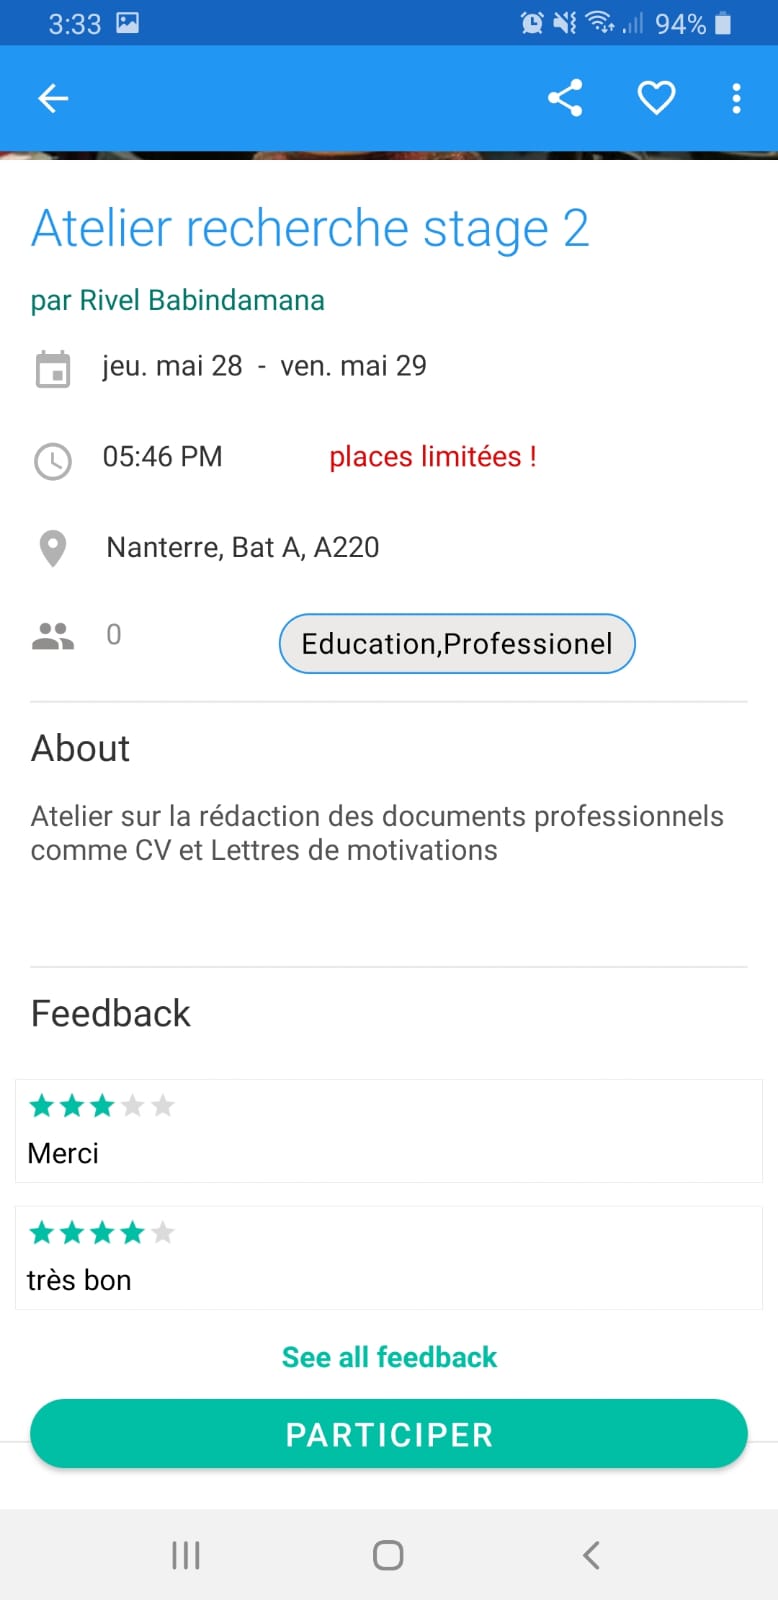 3:33 94%
Atelier recherche stage 2
par Rivel Babindamana
jeu. mai 28 - ven. mai 29
05:46 PM places limitées !
Nanterre, Bat A, A220
0 Education,Professionel
About
Atelier sur la rédaction des documents professionnels
comme CV et Lettres de motivations
Feedback
Merci
très bon
See all feedback
PARTICIPER